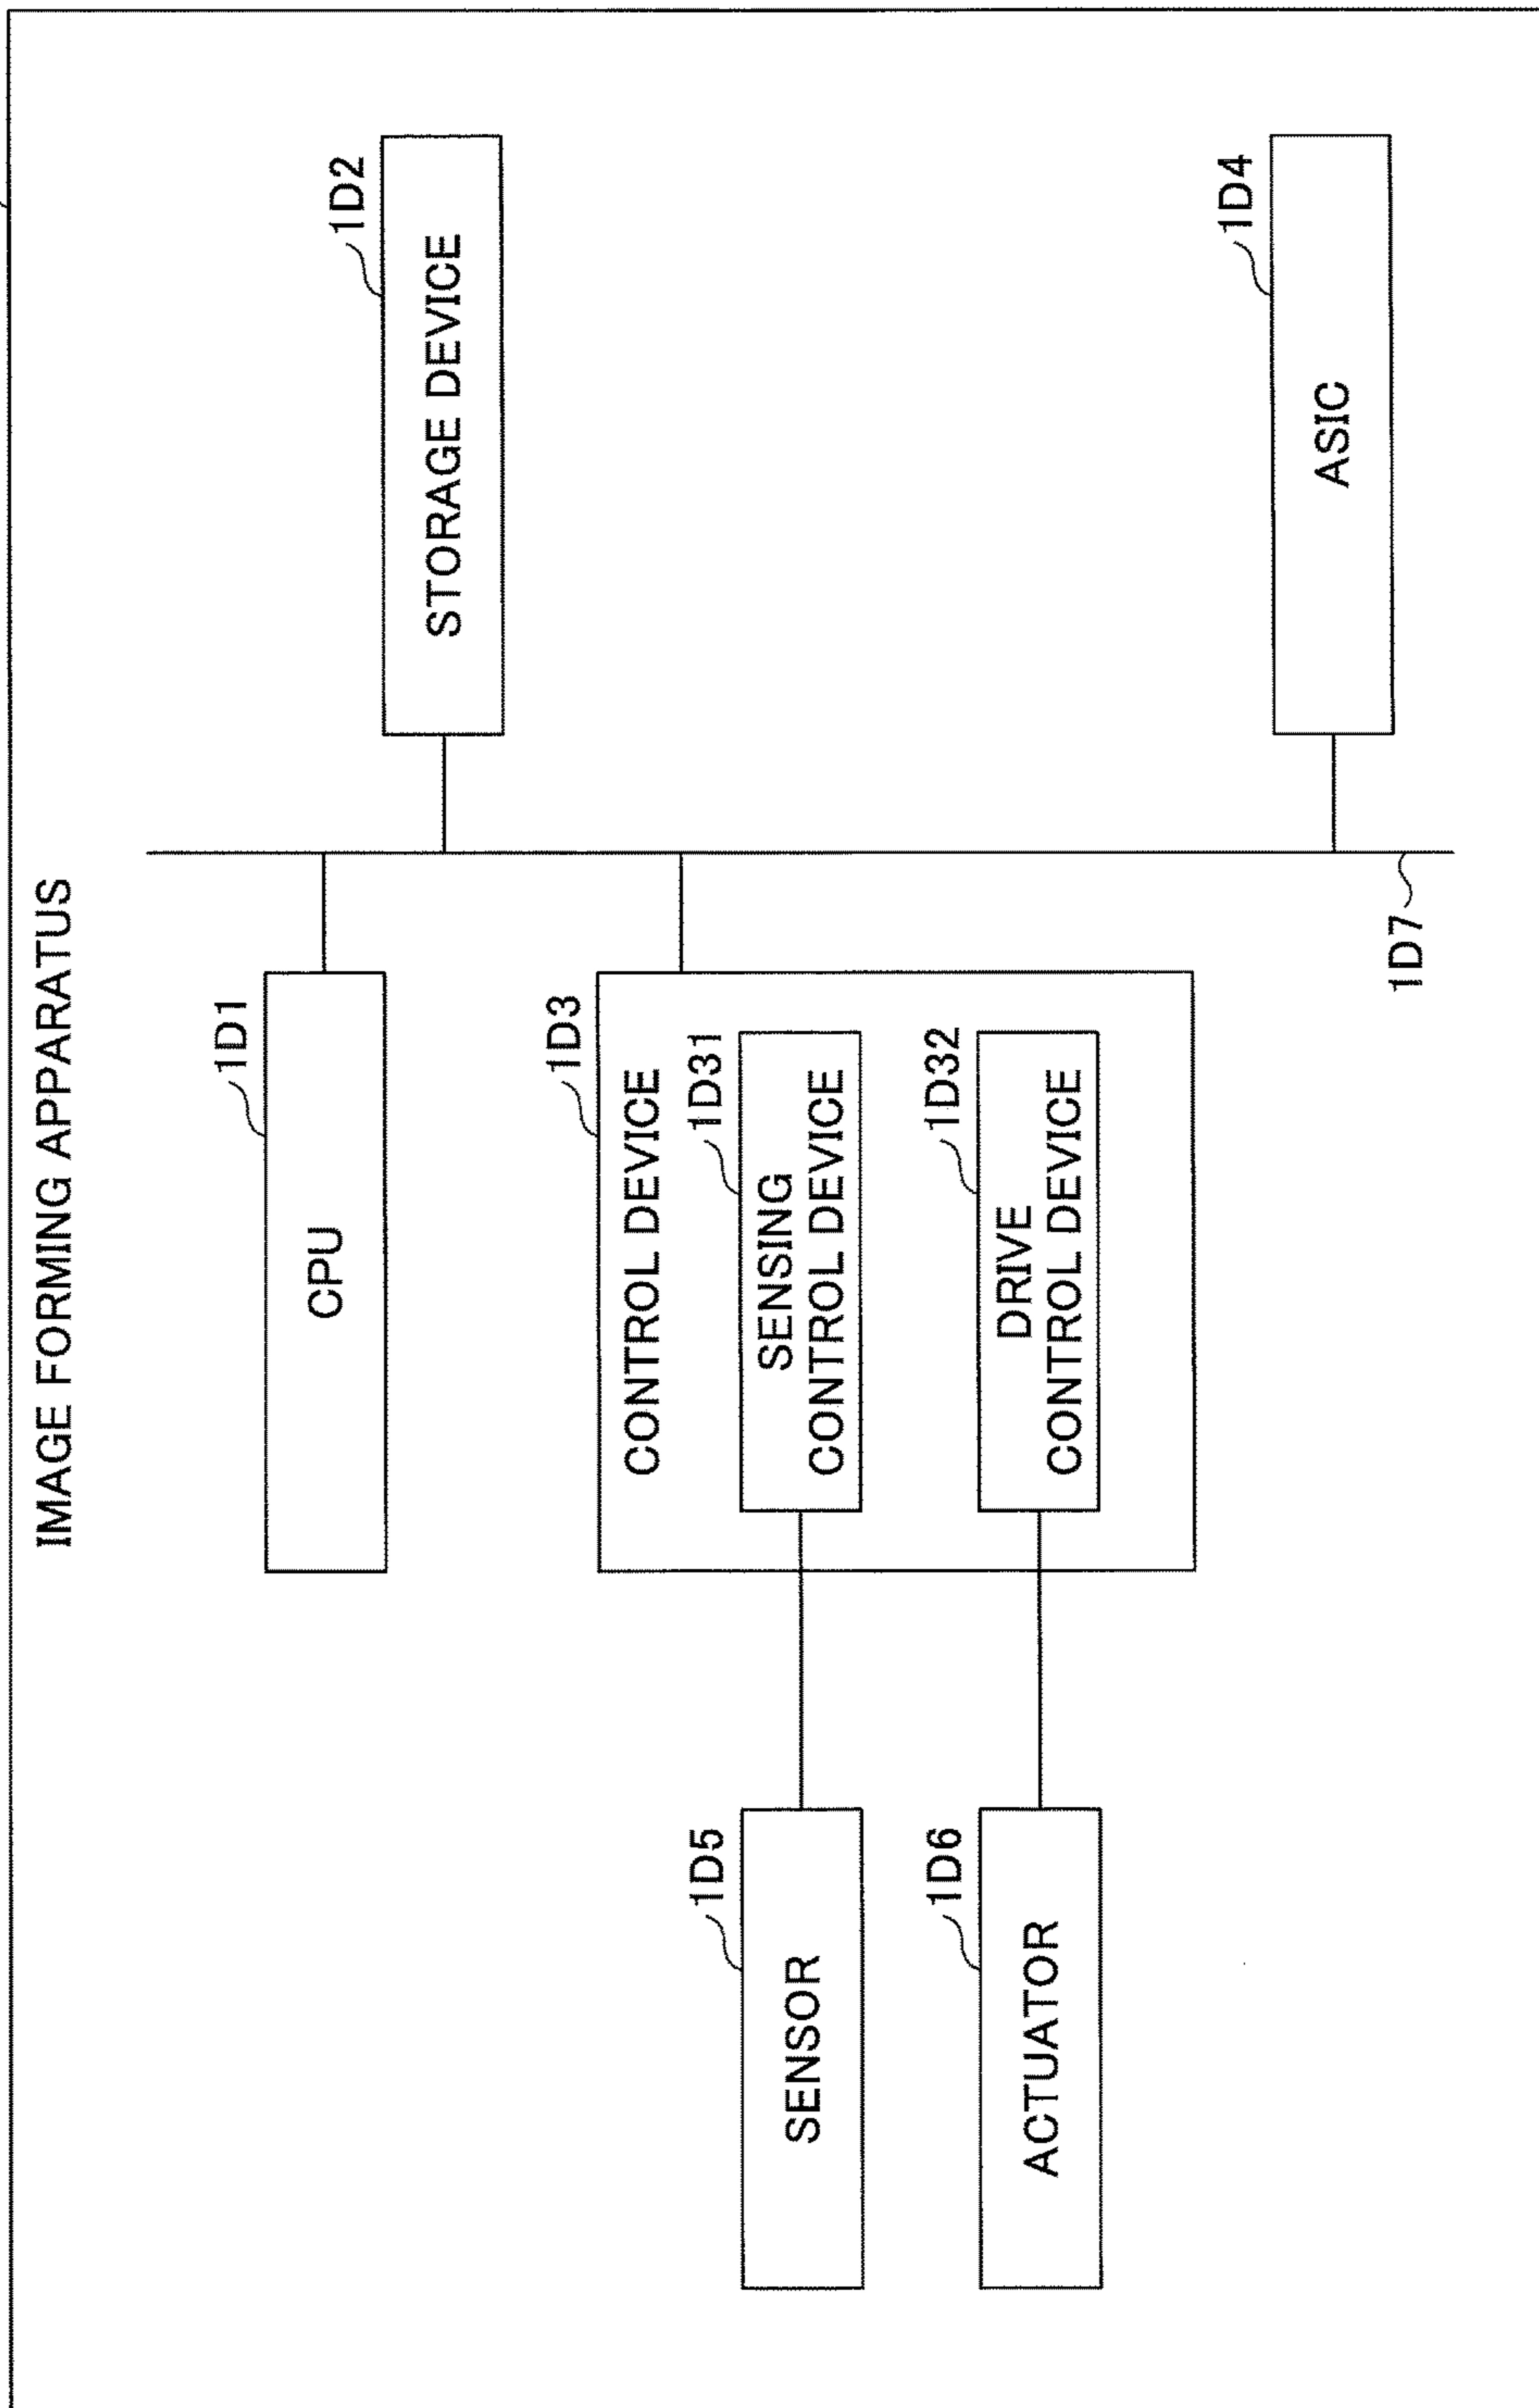 IMAGE FORMING APPARATUS
1D1
CPU
1D2
STORAGE DEVICE
1D3
CONTROL DEVICE
1D5
SENSOR
1D31
SENSING
CONTROL DEVICE
1D6
ACTUATOR
1D32
DRIVE
CONTROL DEVICE
1D4
ASIC
1D7